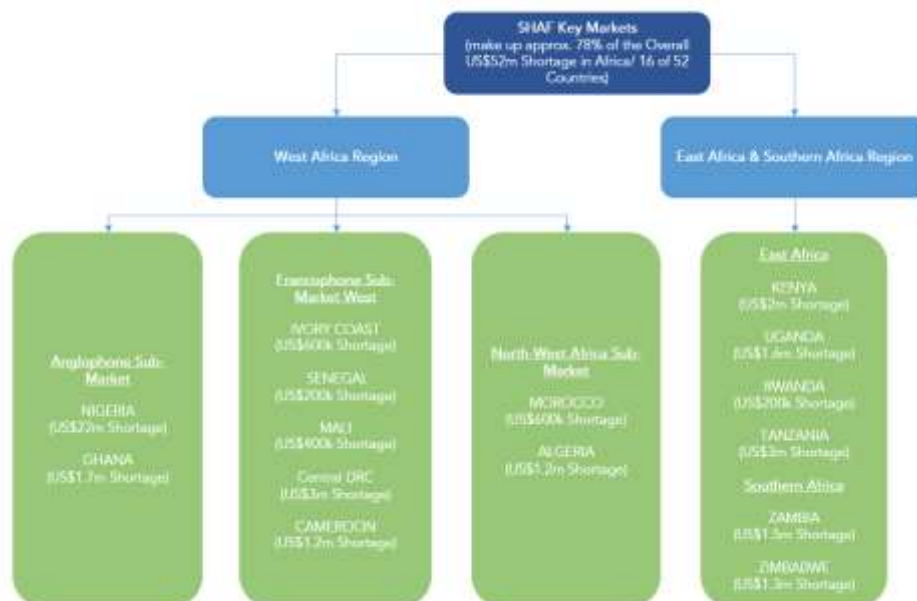 SHAF Key Markets
(make up approx. 78% of the Overall
US$52m Shortage in Africa/ 16 of 52
Countries)
West Africa Region
East Africa & Southern Africa Region
Anglophone Sub-
Market
NIGERIA
(US$22m Shortage)
GHANA
(US$1.7m Shortage)
Francophone Sub-
Market West
IVORY COAST
(US$600k Shortage)
SENEGAL
(US$200k Shortage)
MALI
(US$400k Shortage)
Central DRC
(US$3m Shortage)
CAMEROON
(US$1.2m Shortage)
North-West Africa Sub-
Market
MOROCCO
(US$600k Shortage)
ALGERIA
(US$1.2m Shortage)
East Africa
KENYA
(US$2m Shortage)
UGANDA
(US$1.6m Shortage)
RWANDA
(US$200k Shortage)
TANZANIA
(US$3m Shortage)
Southern Africa
ZAMBIA
(US$1.5m Shortage)
ZIMBABWE
(US$1.3m Shortage)